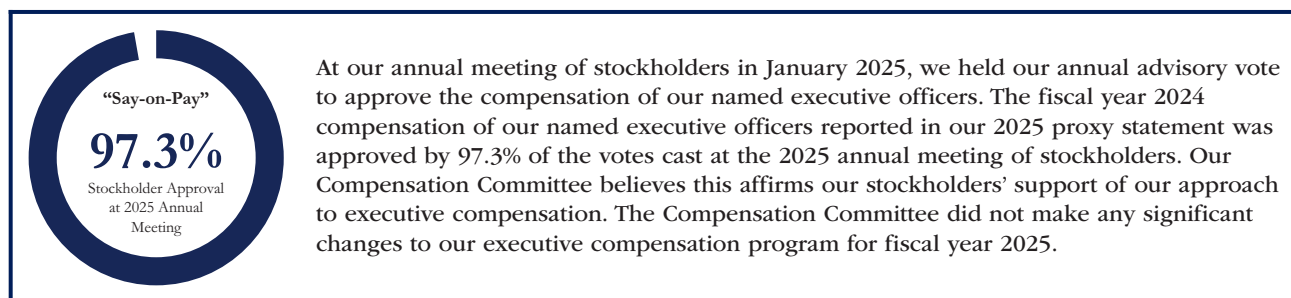 “Say-on-Pay”
97.3%
Stockholder Approval
at 2025 Annual
Meeting
At our annual meeting of stockholders in January 2025, we held our annual advisory vote
to approve the compensation of our named executive officers. The fiscal year 2024
compensation of our named executive officers reported in our 2025 proxy statement was
approved by 97.3% of the votes cast at the 2025 annual meeting of stockholders. Our
Compensation Committee believes this affirms our stockholders’ support of our approach
to executive compensation. The Compensation Committee did not make any significant
changes to our executive compensation program for fiscal year 2025.